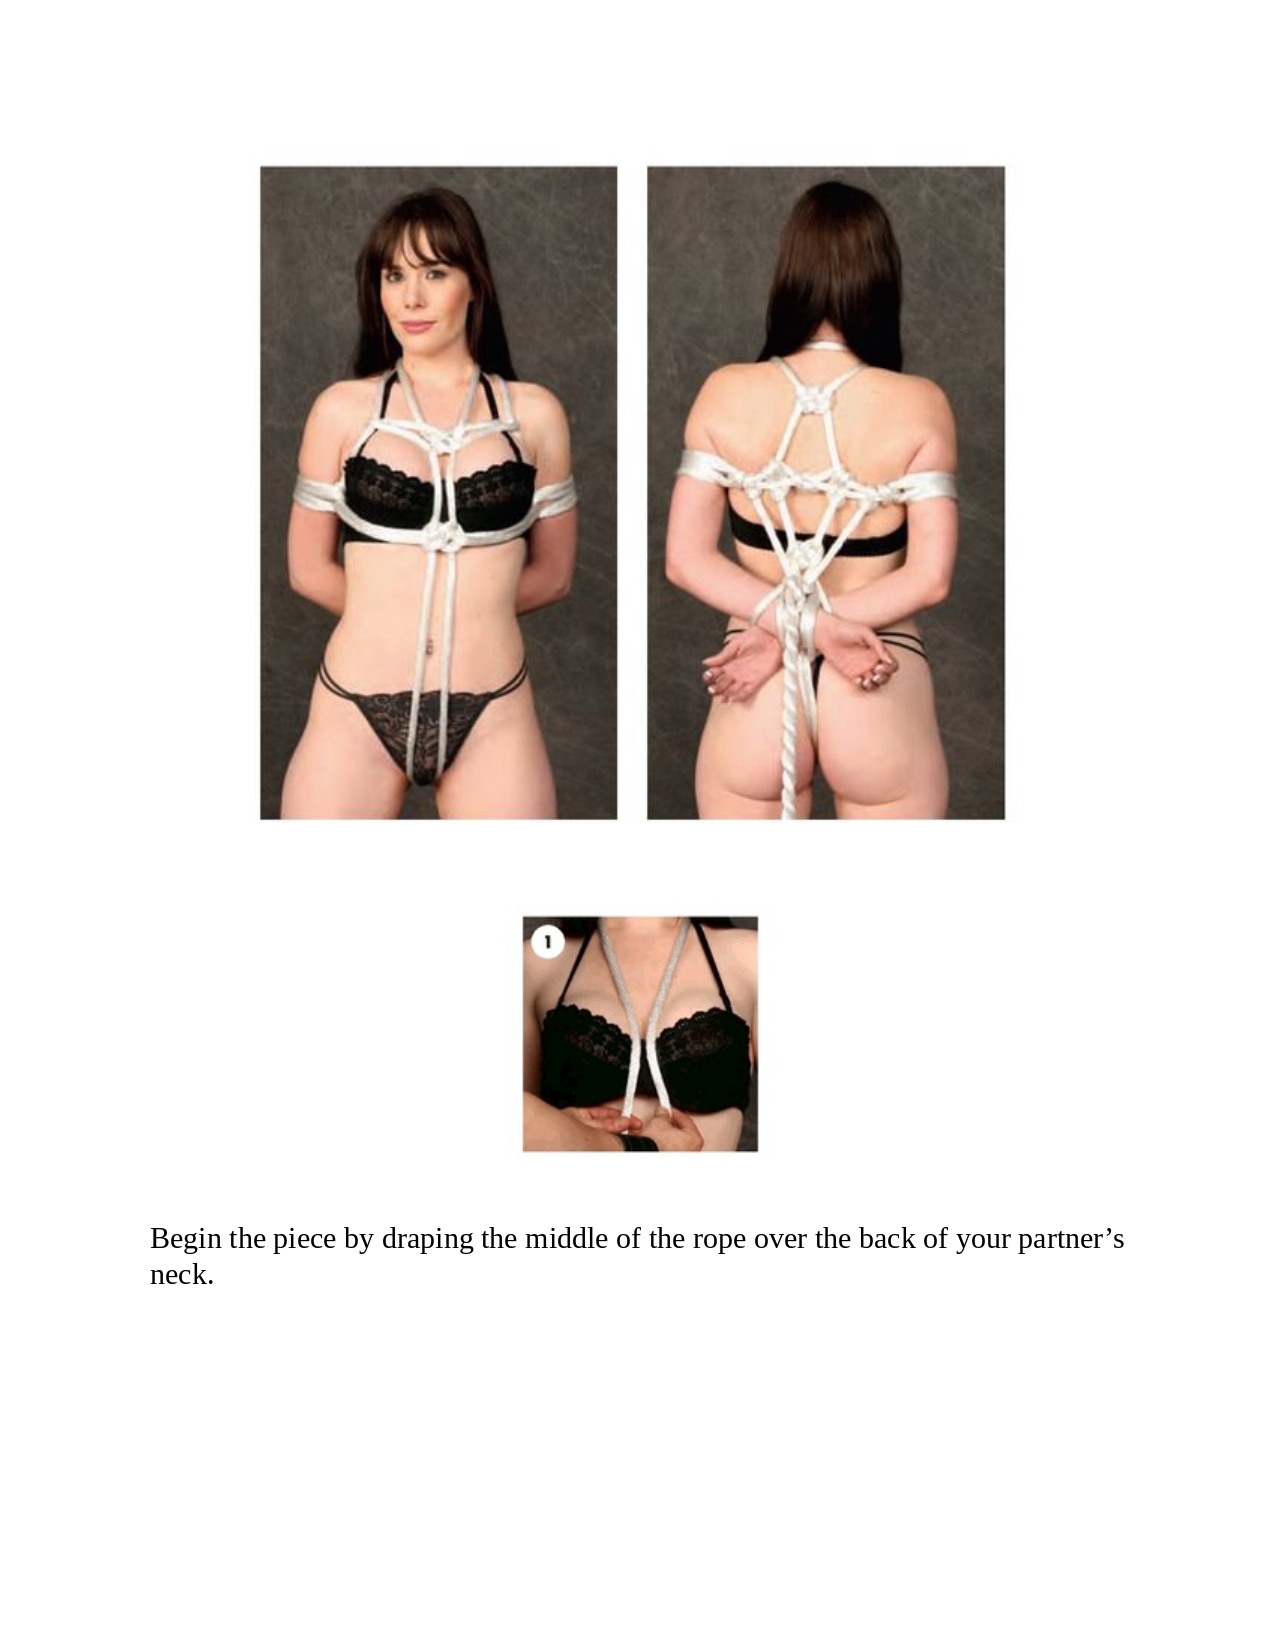 1
Begin the piece by draping the middle of the rope over the back of your partner’s
neck.